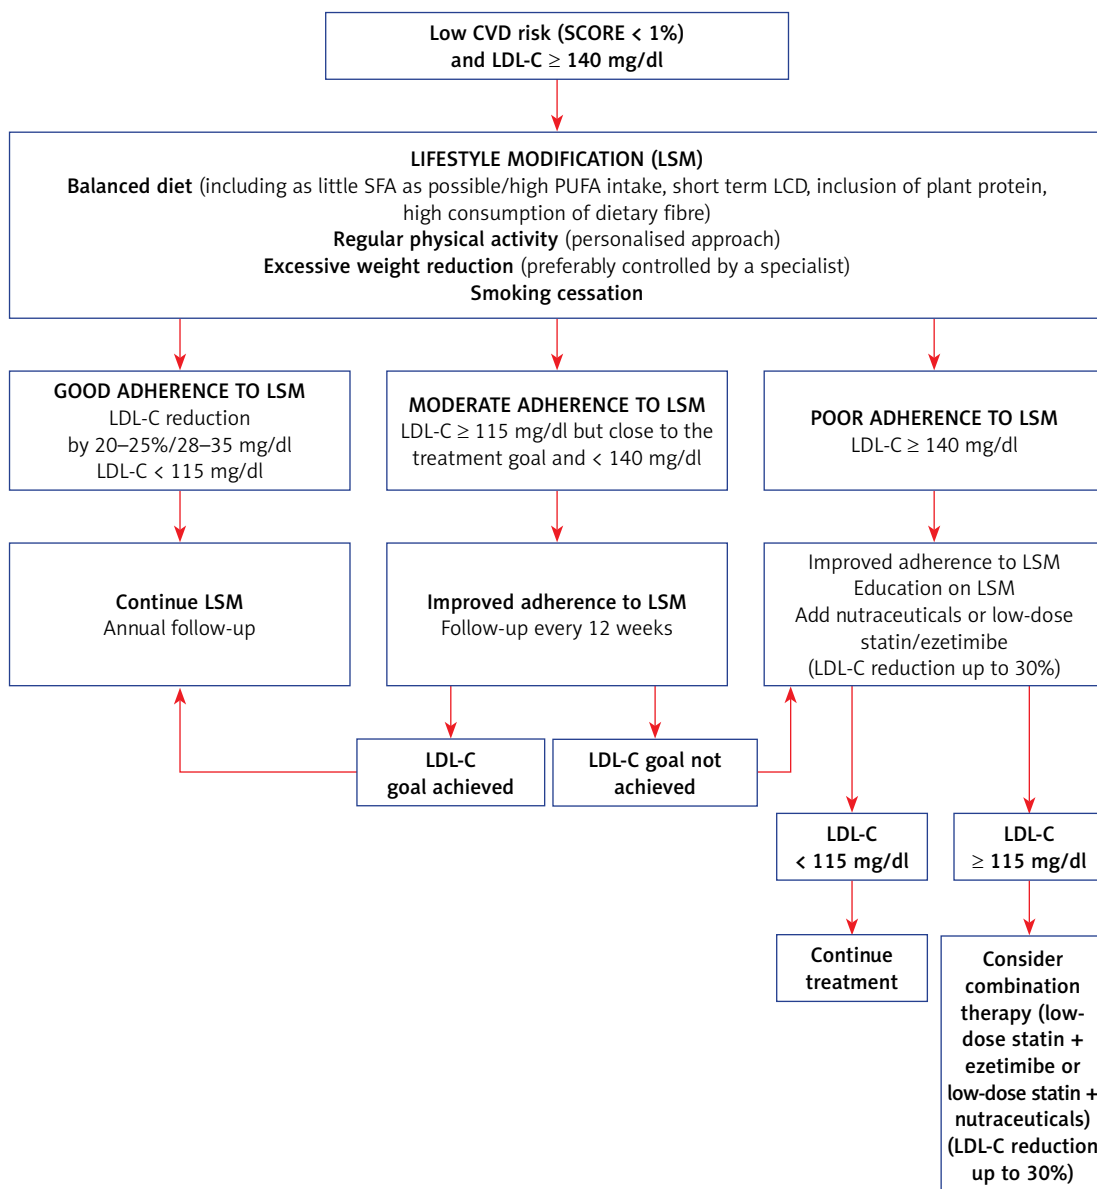 Low CVD risk (SCORE < 1%)
and LDL-C ≥ 140 mg/dl
LIFESTYLE MODIFICATION (LSM)
Balanced diet (including as little SFA as possible/high PUFA intake, short term LCD, inclusion of plant protein,
high consumption of dietary fibre)
Regular physical activity (personalised approach)
Excessive weight reduction (preferably controlled by a specialist)
Smoking cessation
GOOD ADHERENCE TO LSM
LDL-C reduction
by 20–25%/28–35 mg/dl
LDL-C < 115 mg/dl
MODERATE ADHERENCE TO LSM
LDL-C ≥ 115 mg/dl but close to the
treatment goal and < 140 mg/dl
POOR ADHERENCE TO LSM
LDL-C ≥ 140 mg/dl
Continue LSM
Annual follow-up
Improved adherence to LSM
Follow-up every 12 weeks
Improved adherence to LSM
Education on LSM
Add nutraceuticals or low-dose
statin/ezetimibe
(LDL-C reduction up to 30%)
LDL-C
goal achieved
LDL-C goal not
achieved
LDL-C
< 115 mg/dl
LDL-C
≥ 115 mg/dl
Continue
treatment
Consider
combination
therapy (low-
dose statin +
ezetimibe or
low-dose statin +
nutraceuticals)
(LDL-C reduction
up to 30%)